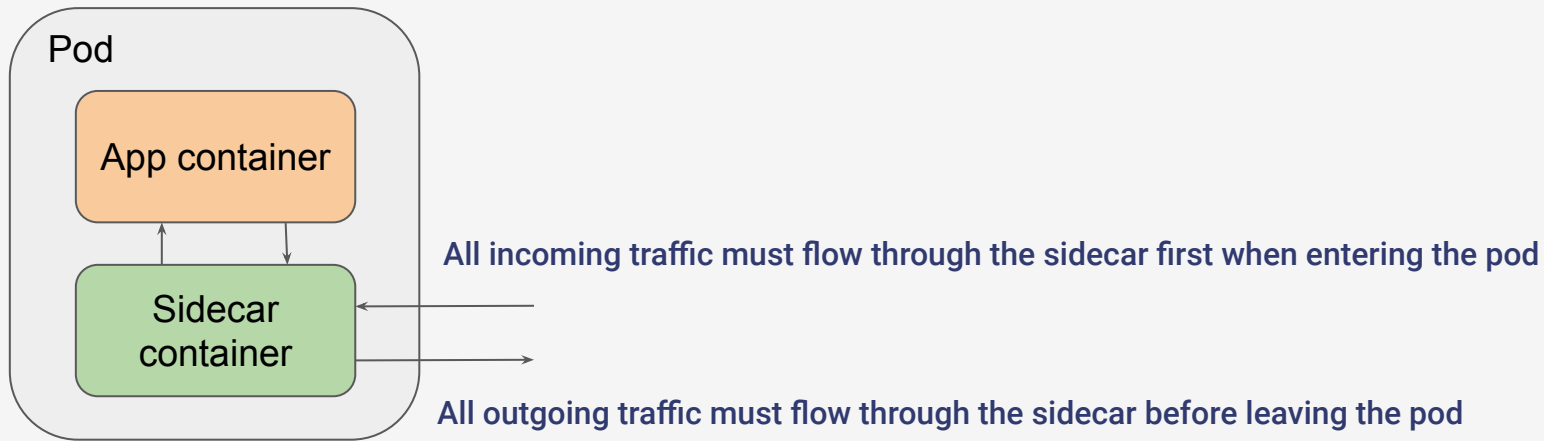 Pod
App container
All incoming traffic must flow through the sidecar first when entering the pod
Sidecar
container
All outgoing traffic must flow through the sidecar before leaving the pod